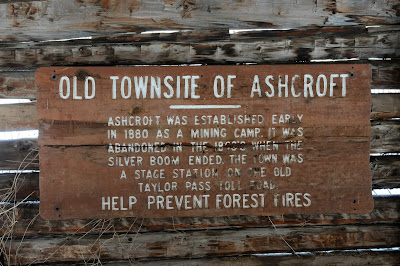 OLD TOWNSITE OF ASHCROFT
ASHCROFT WAS ESTABLISHED EARLY
IN 1880 AS A MINING CAMP. IT WAS
ABANDONED IN THE 1890'S WHEN THE
SILVER BOOM ENDED. THE TOWN WAS
A STAGE STATION ON THE OLD
TAYLOR PASS TOLL ROAD.
HELP PREVENT FOREST FIRES